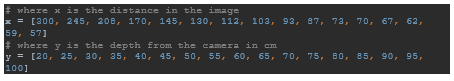 # where x is the distance in the image
x = [300, 245, 208, 170, 145, 130, 112, 103, 93, 87, 73, 70, 67, 62,
59, 57]
# where y is the depth from the camera in cm
y = [20, 25, 30, 35, 40, 45, 50, 55, 60, 65, 70, 75, 80, 85, 90, 95,
100]